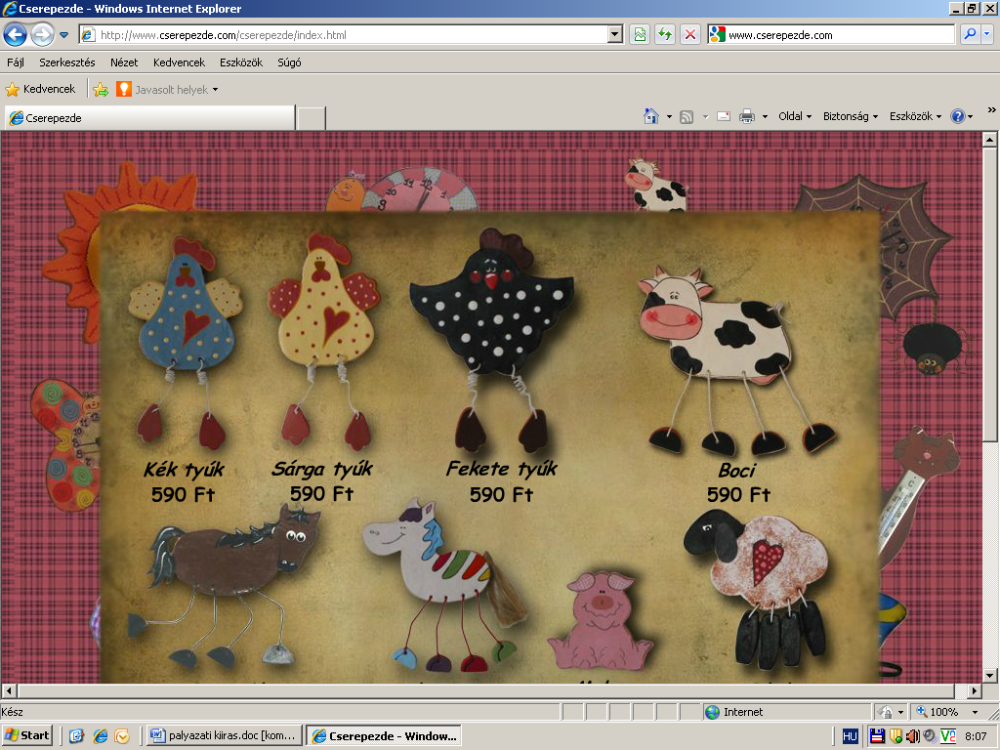 Cserepezde - Windows Internet Explorer
http://www.cserepezde.com/cserepezde/index.html
www.cserepezde.com
Fájl Szerkesztés Nézet Kedvencek Eszközök Súgó
Kedvencek Javasolt helyek
Cserepezde
Oldal Biztonság Eszközök »
Kék tyúk
590 Ft
Sárga tyúk
590 Ft
Fekete tyúk
590 Ft
Boci
590 Ft
Kész
Internet
100%
Start
palyazati kiiras.doc [kom...
Cserepezde - Window...
HU
8:07